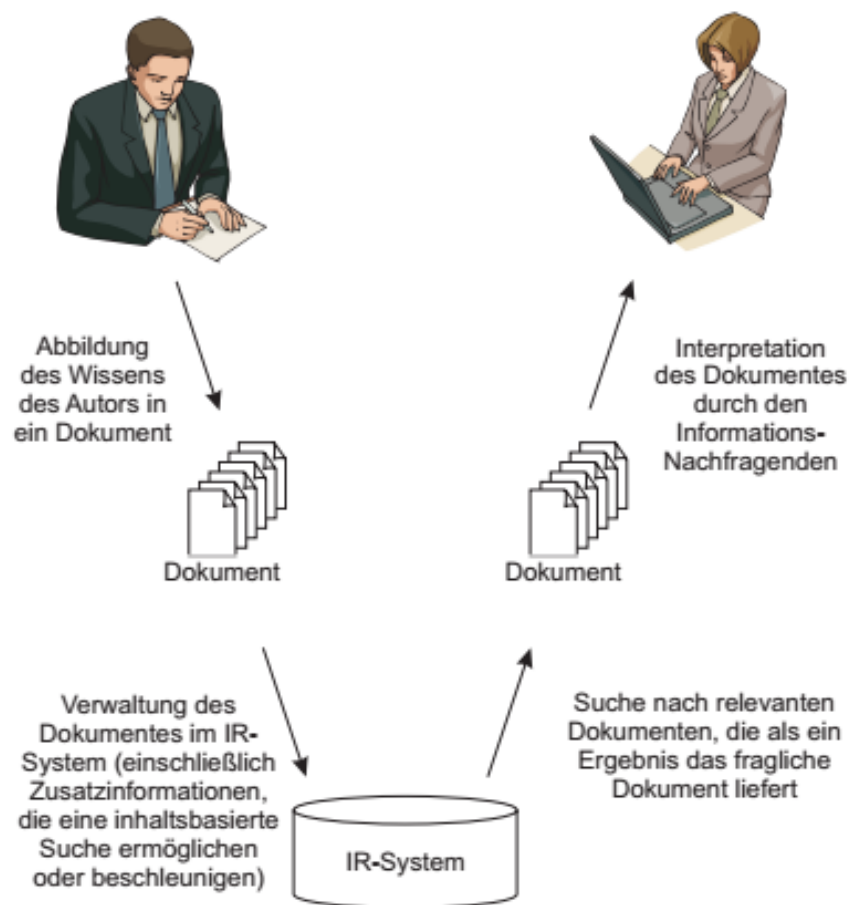 Abbildung
des Wissens
des Autors in
ein Dokument
Dokument
Verwaltung des
Dokumentes im IR-
System (einschließlich
Zusatzinformationen,
die eine inhaltsbasierte
Suche ermöglichen
oder beschleunigen)
IR-System
Suche nach relevanten
Dokumenten, die als ein
Ergebnis das fragliche
Dokument liefert
Dokument
Interpretation
des Dokumentes
durch den
Informations-
Nachfragenden